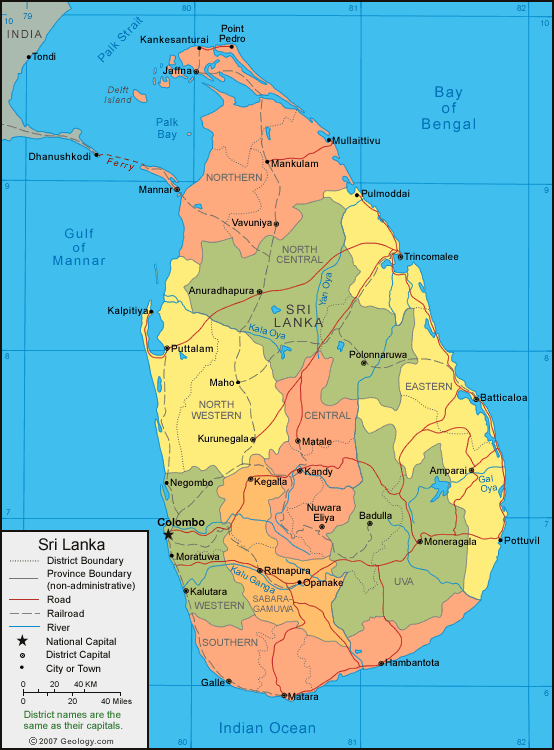 80
81
82
79
10
INDIA
Palk Strait
Point
Pedro
Kankesanturai
Tondi
Jaffna
Delft
Island
Bay
of
Bengal
Palk
Bay
Mullaittivu
Dhanushkodi
Ferry
Mankulam
NORTHERN
9
9
Mannar
Pulmoddai
Vavuniya
Gulf
of
Mannar
NORTH
CENTRAL
Trincomalee
Anuradhapura
Yan Oya
Kalpitiya
SRI
LANKA
Kala Oya
Puttalam
8
8
Polonnaruwa
Maho
EASTERN
NORTH
WESTERN
CENTRAL
Batticaloa
Kurunegala
Matale
Kandy
Amparai
Gal
Oya
Negombo
Kegalla
Nuwara
Eliya
Badulla
7
7
Colombo
Moneragala
Pottuvil
Moratuwa
Ratnapura
Kalu Ganga
Opanake
UVA
Kalutara
WESTERN
SABARA-
GAMUWA
SOUTHERN
Hambantota
Galle
Matara
6
Indian Ocean
80
81
82
Sri Lanka
District Boundary
Province Boundary
(non-administrative)
Road
Railroad
River
National Capital
District Capital
City or Town
0 20 40 KM
0 20 40 Miles
District names are the
same as their capitals.
© 2007 Geology.com